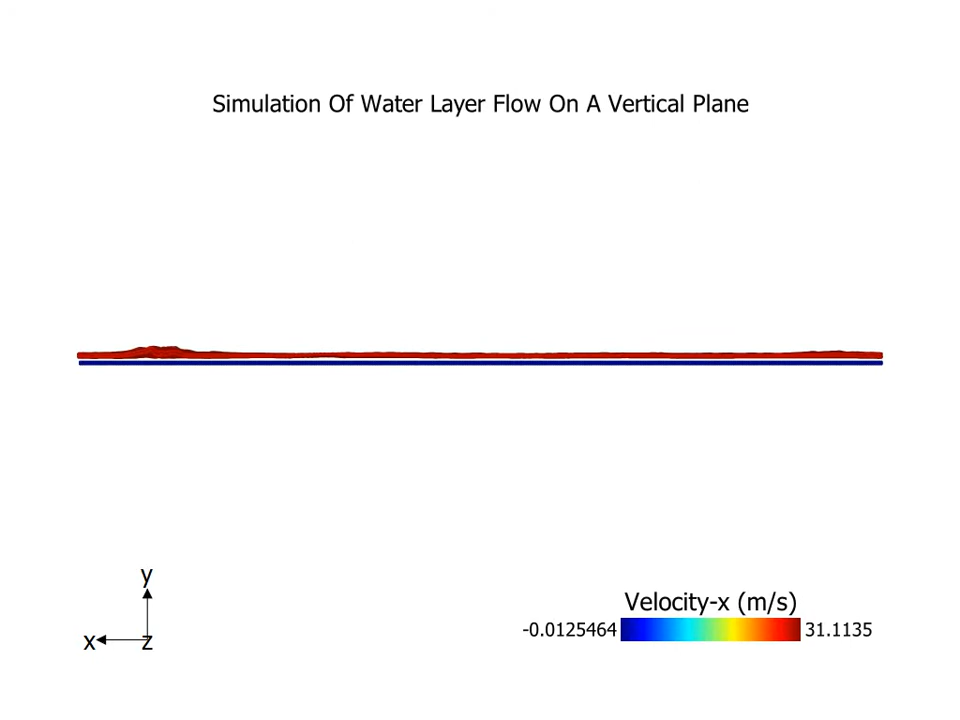 Simulation Of Water Layer Flow On A Vertical Plane
y
x z
Velocity-x (m/s)
-0.0125464 31.1135